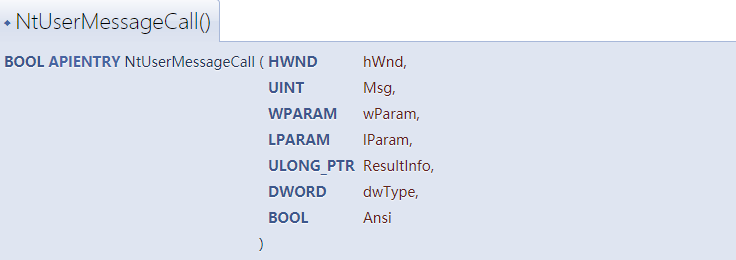 NtUserMessageCall()
BOOL APIENTRY NtUserMessageCall ( HWND hWnd,
UINT Msg,
WPARAM wParam,
LPARAM lParam,
ULONG_PTR ResultInfo,
DWORD dwType,
BOOL Ansi
)